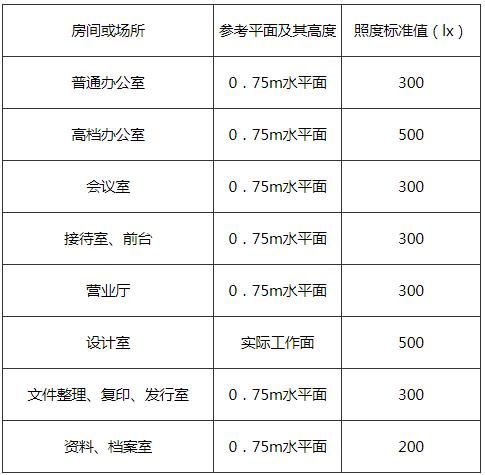 房间或场所 参考平面及其高度 照度标准值（lx）
普通办公室 0．75m水平面 300
高档办公室 0．75m水平面 500
会议室 0．75m水平面 300
接待室、前台 0．75m水平面 300
营业厅 0．75m水平面 300
设计室 实际工作面 500
文件整理、复印、发行室 0．75m水平面 300
资料、档案室 0．75m水平面 200